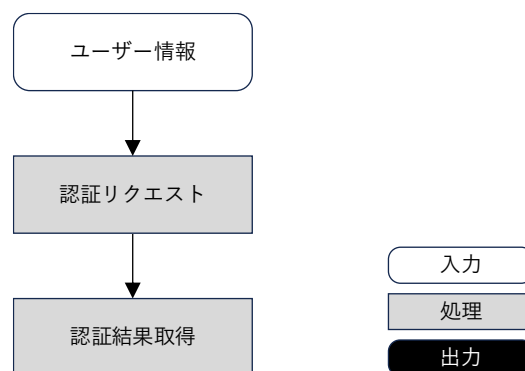 ユーザー情報
認証リクエスト
認証結果取得
入力
処理
出力